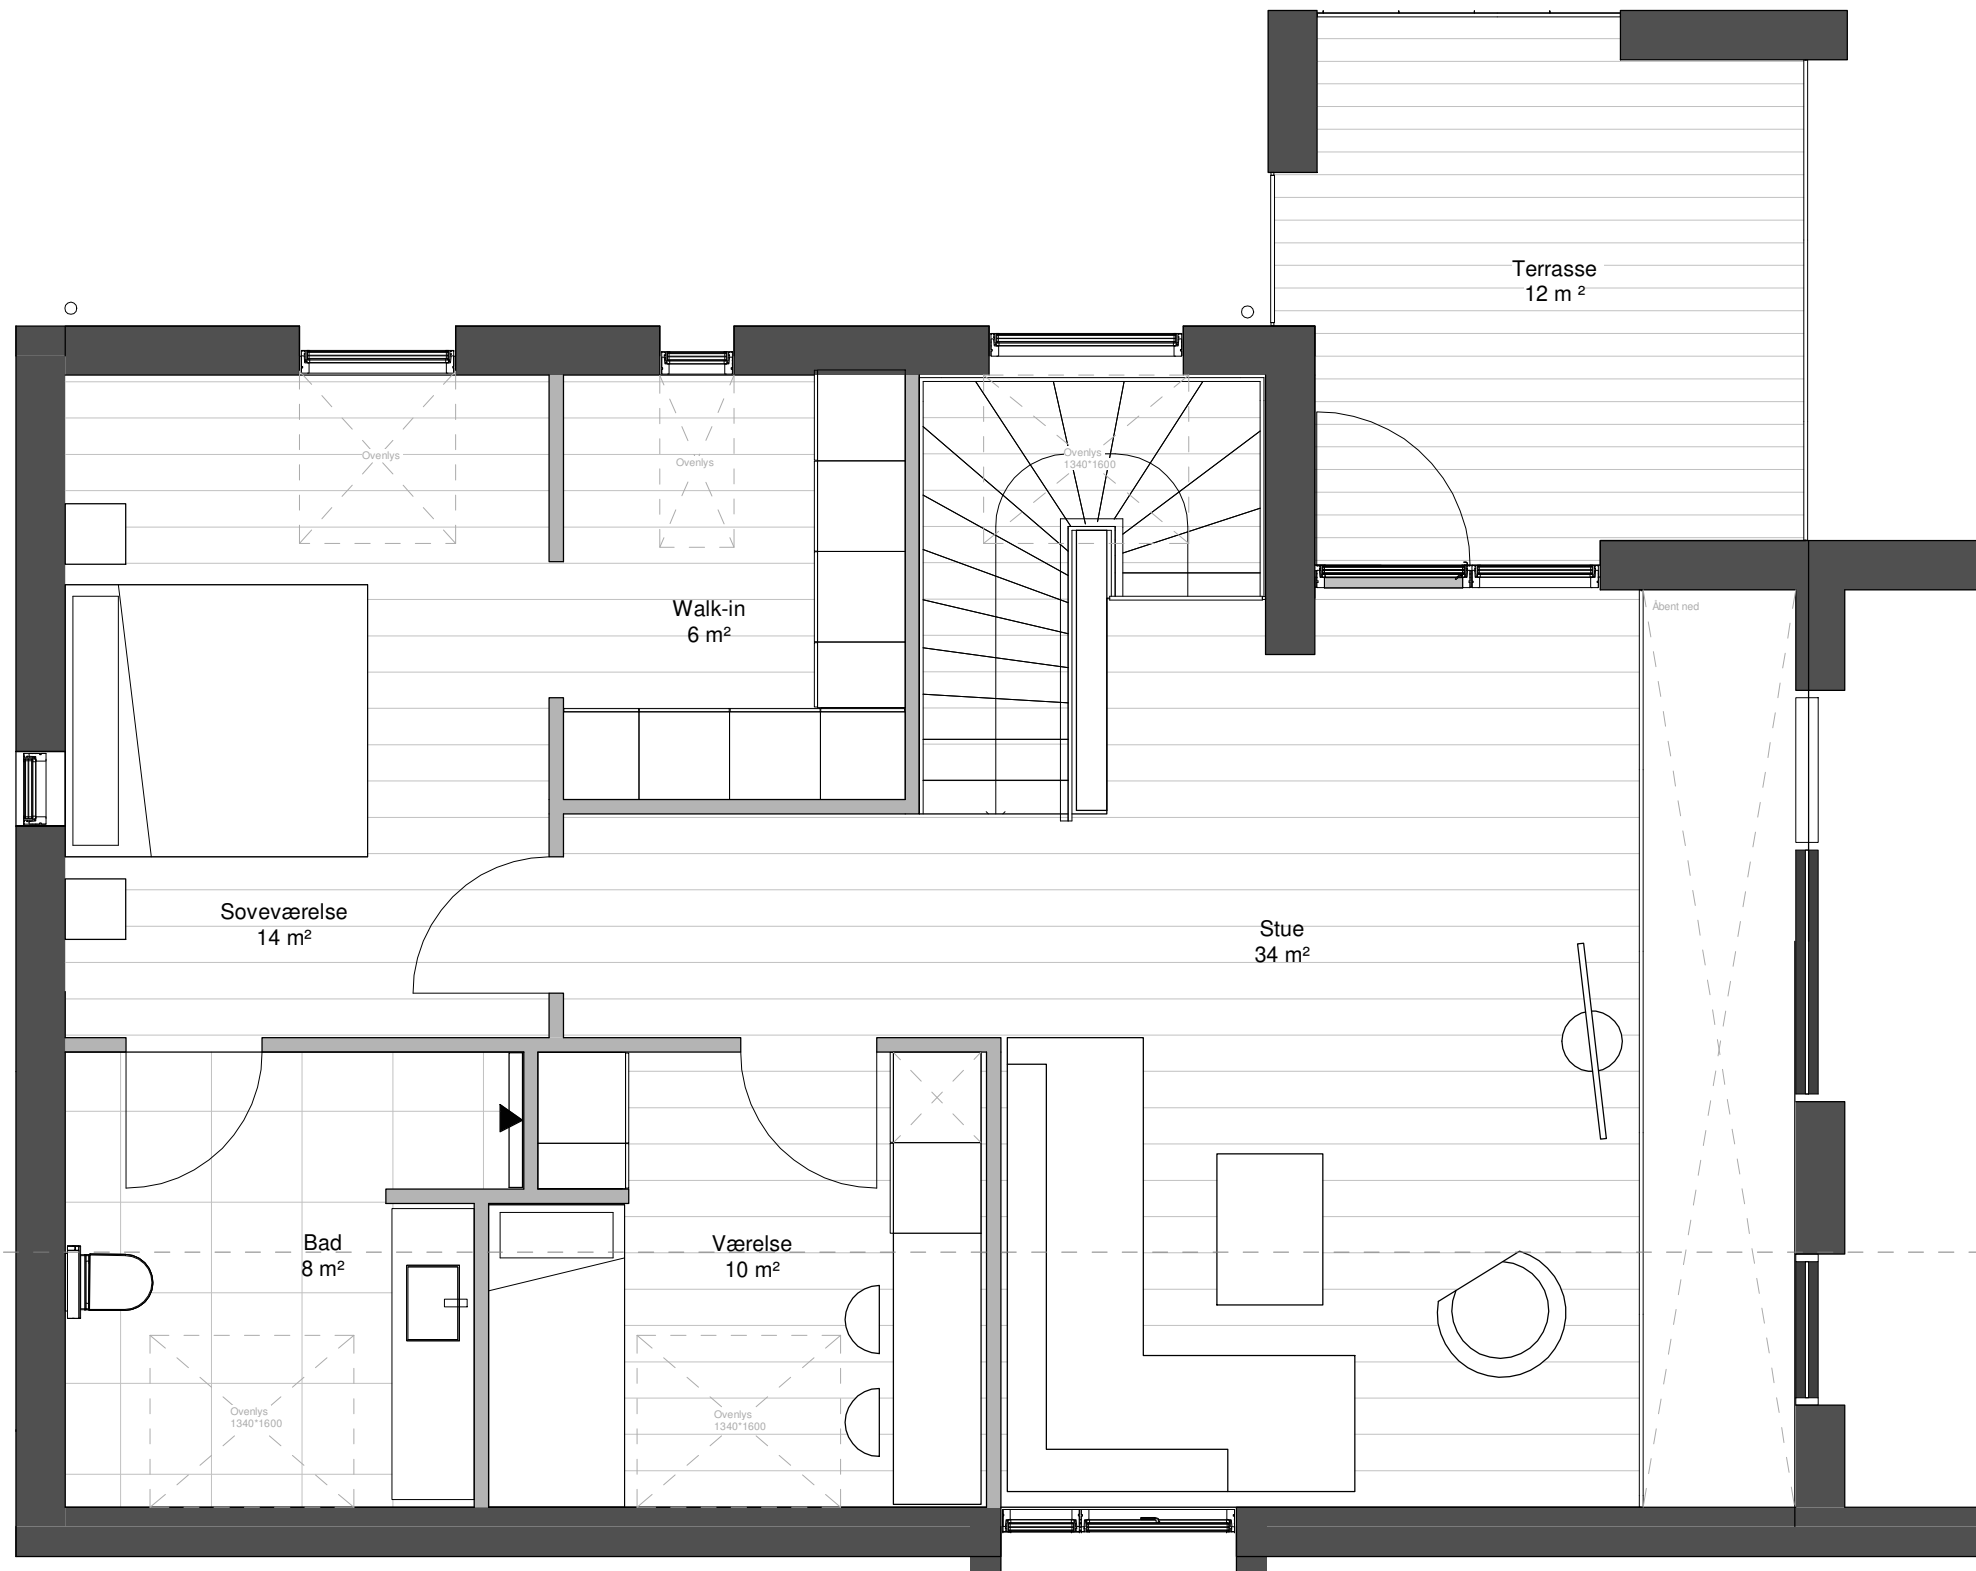 Terrasse
12 m ²
Ovenlys
Ovenlys
Ovenlys
1340*1600
Walk-in
6 m²
Åbent ned
Soveværelse
14 m²
Stue
34 m²
Bad
8 m²
Værelse
10 m²
Ovenlys
1340*1600
Ovenlys
1340*1600